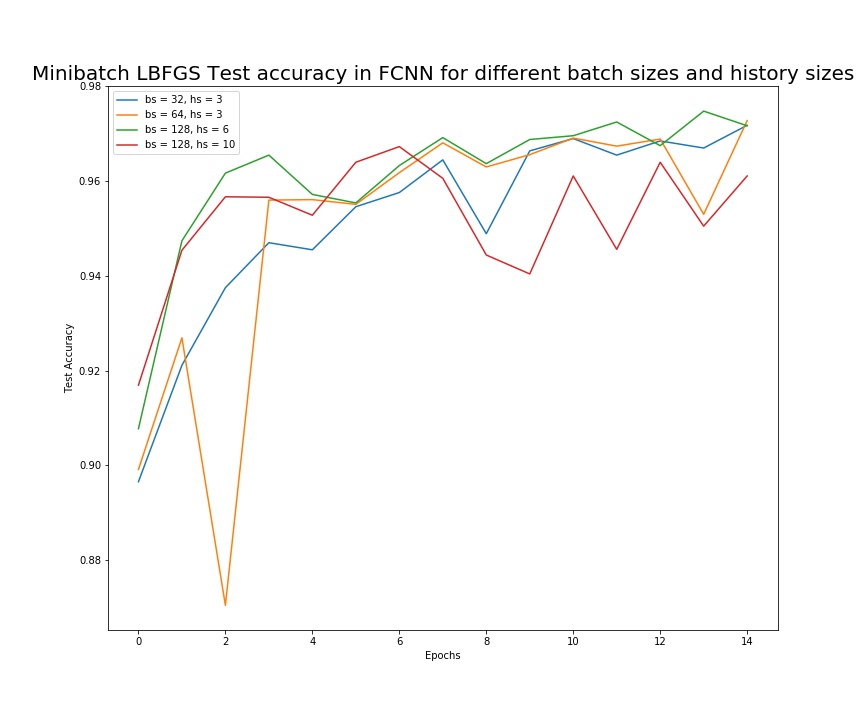 Minibatch LBFGS Test accuracy in FCNN for different batch sizes and history sizes
0.98
bs = 32, hs = 3
bs = 64, hs = 3
bs = 128, hs = 6
bs = 128, hs = 10
0.96
0.94
0.92
0.90
0.88
Test Accuracy
0 2 4 6 8 10 12 14
Epochs